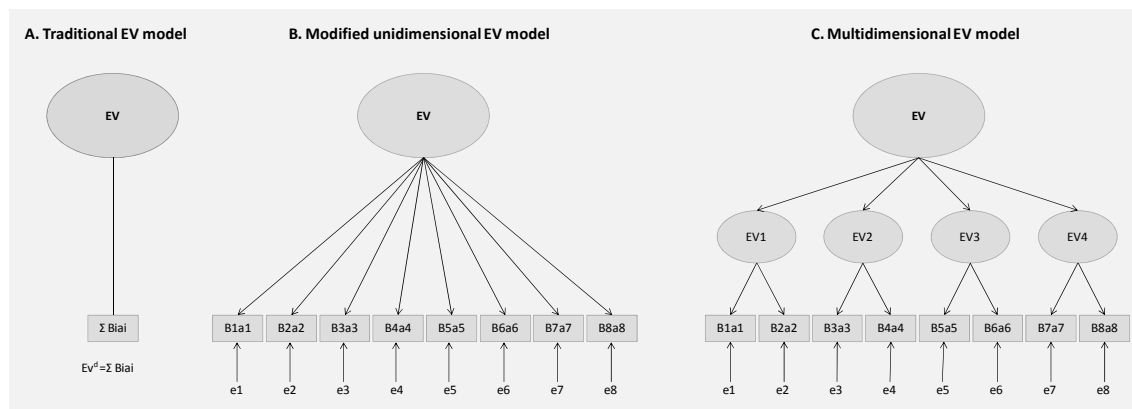 A. Traditional EV model
B. Modified unidimensional EV model
C. Multidimensional EV model
EV
EV
EV
EV1 EV2 EV3 EV4
Σ Biai
B1a1 B2a2 B3a3 B4a4 B5a5 B6a6 B7a7 B8a8
B1a1 B2a2 B3a3 B4a4 B5a5 B6a6 B7a7 B8a8
Evᵈ=Σ Biai
e1 e2 e3 e4 e5 e6 e7 e8
e1 e2 e3 e4 e5 e6 e7 e8